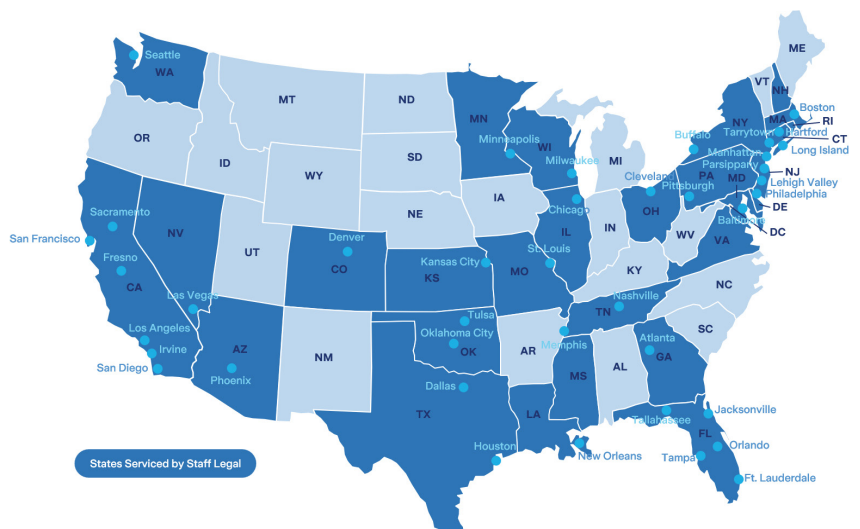 ME
Seattle
WA
VT
NH
MT
ND
MN
Boston
OR
NY
MA
RI
Minneapolis
Buffalo
Tarrytown
Hartford
CT
ID
SD
WI
MI
Manhattan
Long Island
Milwaukee
Parsippany
WY
Cleveland
PA
MD
NJ
Pittsburgh
Lehigh Valley
IA
Philadelphia
NE
Chicago
OH
DE
Sacramento
Baltimore
NV
IL
IN
DC
San Francisco
Denver
WV
VA
UT
St. Louis
Fresno
CO
Kansas City
KS
MO
KY
CA
NC
Las Vegas
Nashville
TN
Tulsa
Los Angeles
Oklahoma City
SC
Irvine
AZ
OK
AR
Memphis
Atlanta
NM
GA
San Diego
Phoenix
MS
AL
Dallas
TX
LA
Jacksonville
Tallahassee
FL
Houston
Orlando
New Orleans
Tampa
States Serviced by Staff Legal
Ft. Lauderdale